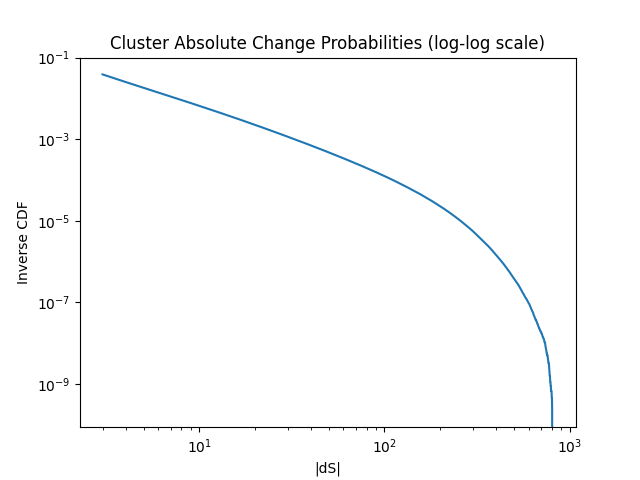 Cluster Absolute Change Probabilities (log-log scale)
10⁻¹
10⁻³
10⁻⁵
10⁻⁷
10⁻⁹
Inverse CDF
10¹ 10² 10³
|dS|